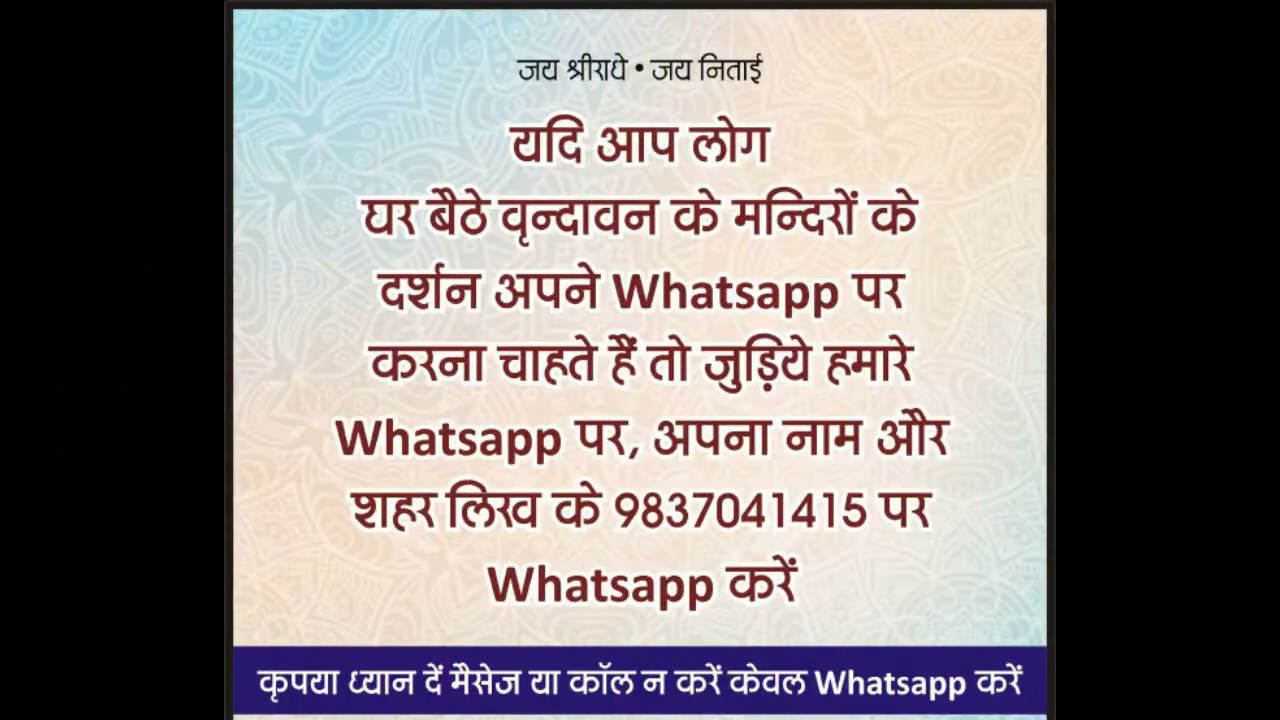 जय श्रीराधे • जय निताई
यदि आप लोग
घर बैठे वृन्दावन के मन्दिरों के
दर्शन अपने Whatsapp पर
करना चाहते हैं तो जुड़िये हमारे
Whatsapp पर, अपना नाम और
शहर लिख के 9837041415 पर
Whatsapp करें
कृपया ध्यान दें मैसेज या कॉल न करें केवल Whatsapp करें